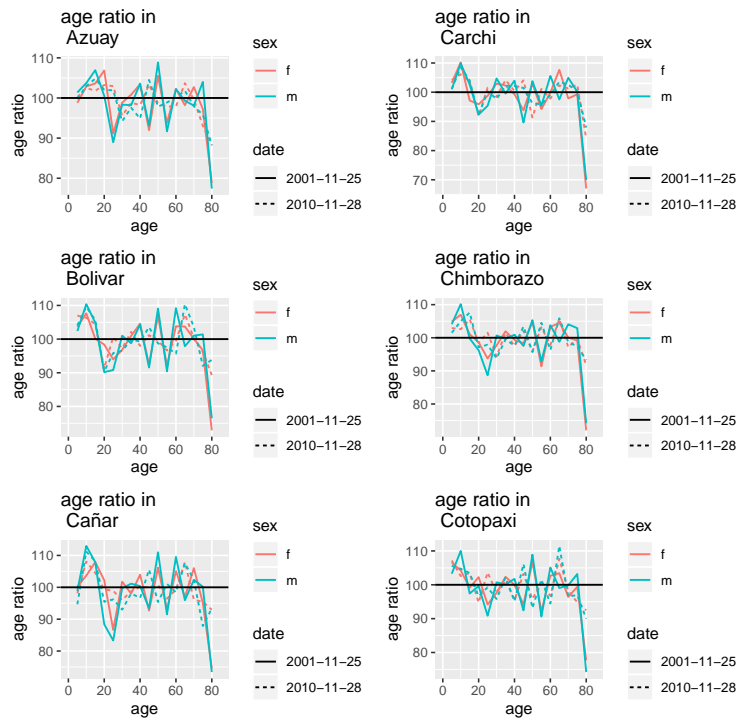 age ratio in
Azuay
110
100
90
80
0 20 40 60 80
age
age ratio
sex
f
m
date
2001-11-25
2010-11-28
age ratio in
Carchi
110
100
90
80
70
0 20 40 60 80
age
age ratio
sex
f
m
date
2001-11-25
2010-11-28
age ratio in
Bolivar
110
100
90
80
0 20 40 60 80
age
age ratio
sex
f
m
date
2001-11-25
2010-11-28
age ratio in
Chimborazo
110
100
90
80
0 20 40 60 80
age
age ratio
sex
f
m
date
2001-11-25
2010-11-28
age ratio in
Cañar
110
100
90
80
0 20 40 60 80
age
age ratio
sex
f
m
date
2001-11-25
2010-11-28
age ratio in
Cotopaxi
110
100
90
80
0 20 40 60 80
age
age ratio
sex
f
m
date
2001-11-25
2010-11-28